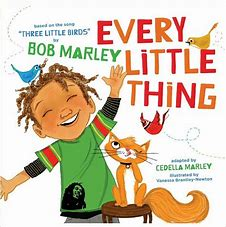 based on the song
"THREE LITTLE BIRDS"
by
BOB MARLEY
EVERY
LITTLE
THING
adapted by
CEDELLA MARLEY
illustrated by
Vanessa Brantley-Newton